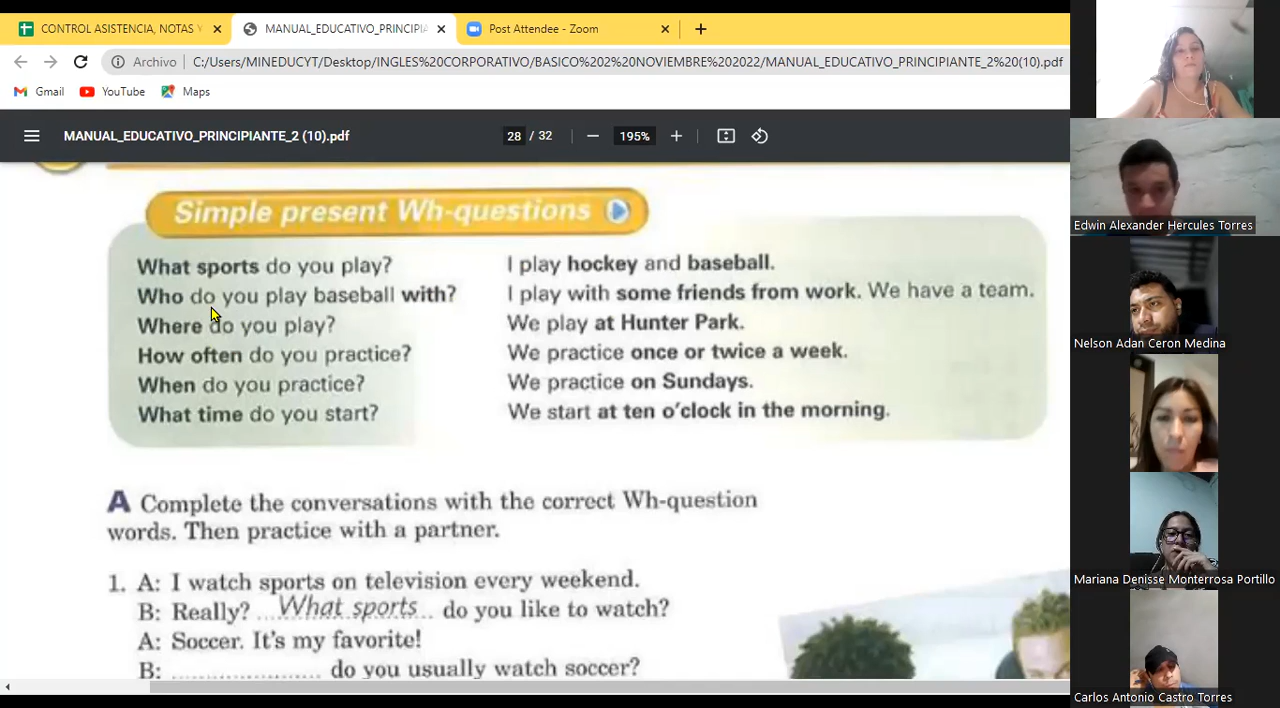 CONTROL ASISTENCIA, NOTAS Y
MANUAL_EDUCATIVO_PRINCIPIA
Post Attendee - Zoom
Archivo
C:/Users/MINEDUCYT/Desktop/INGLES%20CORPORATIVO/BASICO%202%20NOVIEMBRE%202022/MANUAL_EDUCATIVO_PRINCIPIANTE_2%20(10).pdf
Gmail
YouTube
Maps
MANUAL_EDUCATIVO_PRINCIPIANTE_2 (10).pdf
28 / 32
195%
Simple present Wh-questions
What sports do you play? I play hockey and baseball.
Who do you play baseball with? I play with some friends from work. We have a team.
Where do you play? We play at Hunter Park.
How often do you practice? We practice once or twice a week.
When do you practice? We practice on Sundays.
What time do you start? We start at ten o'clock in the morning.
A Complete the conversations with the correct Wh-question
words. Then practice with a partner.
1. A: I watch sports on television every weekend.
B: Really? ...What sports... do you like to watch?
A: Soccer. It's my favorite!
B: ..................... do you usually watch soccer?
Edwin Alexander Hercules Torres
Nelson Adan Ceron Medina
Mariana Denisse Monterrosa Portillo
Carlos Antonio Castro Torres